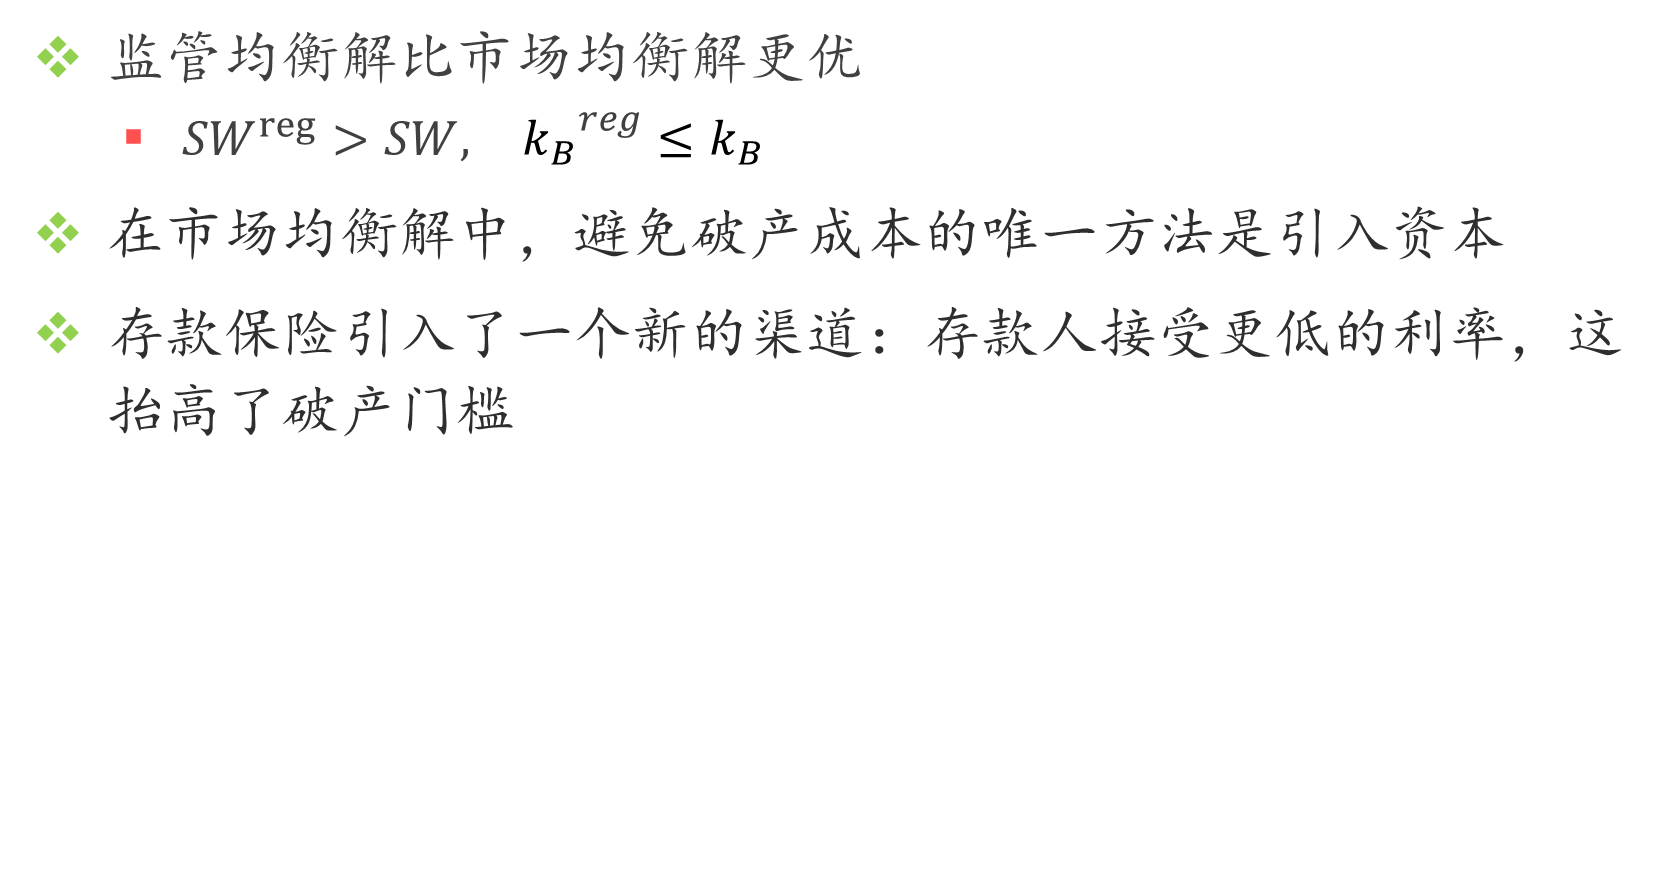 监管均衡解比市场均衡解更优
SW^reg > SW, k_B^reg ≤ k_B
在市场均衡解中，避免破产成本的唯一方法是引入资本
存款保险引入了一个新的渠道：存款人接受更低的利率，这
抬高了破产门槛